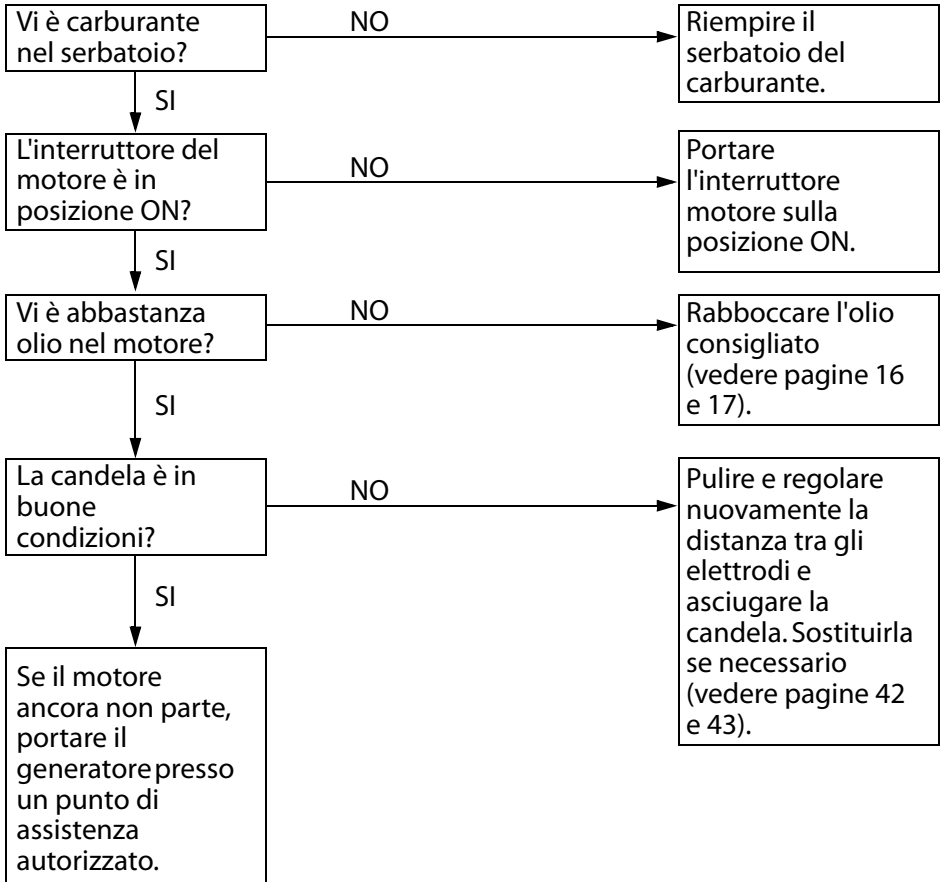 Vi è carburante
nel serbatoio?
NO
Riempire il
serbatoio del
carburante.
SI
L'interruttore del
motore è in
posizione ON?
NO
Portare
l'interruttore
motore sulla
posizione ON.
SI
Vi è abbastanza
olio nel motore?
NO
Rabboccare l'olio
consigliato
(vedere pagine 16
e 17).
SI
La candela è in
buone
condizioni?
NO
Pulire e regolare
nuovamente la
distanza tra gli
elettrodi e
asciugare la
candela. Sostituirla
se necessario
(vedere pagine 42
e 43).
SI
Se il motore
ancora non parte,
portare il
generatore presso
un punto di
assistenza
autorizzato.